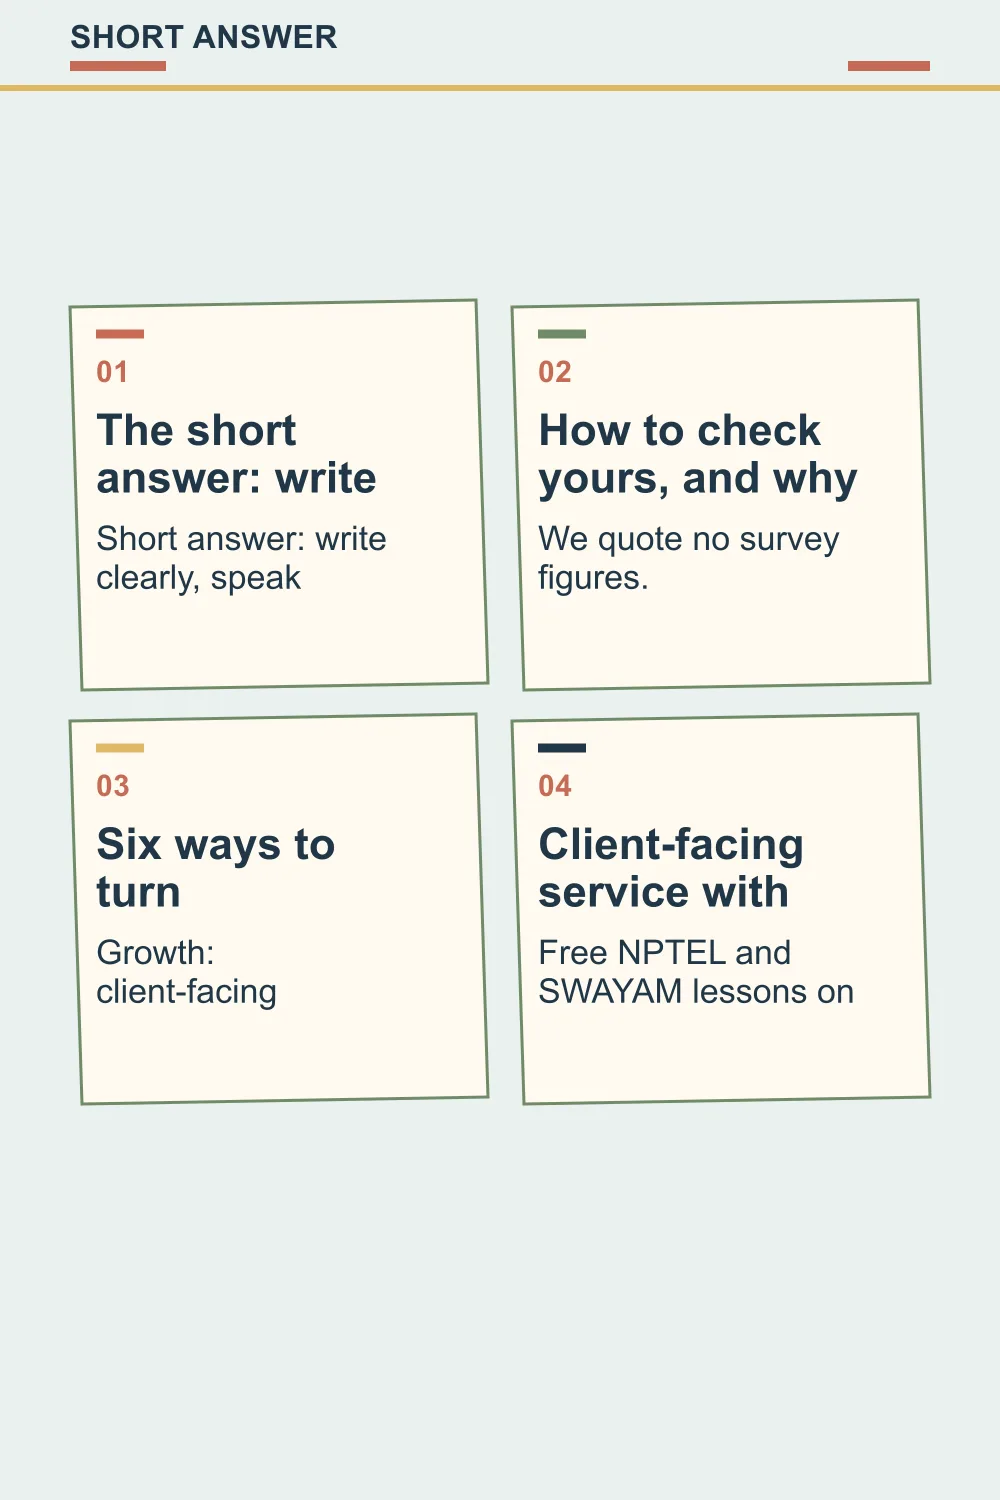 SHORT ANSWER
01
The short
answer: write
Short answer: write
clearly, speak
02
How to check
yours, and why
We quote no survey
figures.
03
Six ways to
turn
Growth:
client-facing
04
Client-facing
service with
Free NPTEL and
SWAYAM lessons on